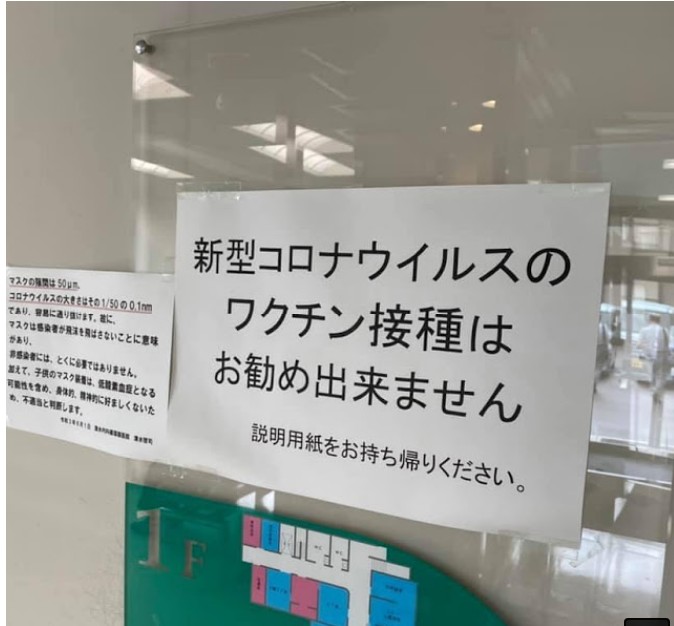 マスクの隙間は 50μm、
コロナウイルスの大きさはその 1/50 の 0.1nm
であり、容易に通り抜けます。故に、
マスクは感染者が飛沫を飛ばさないことに意味
があり、
非感染者には、とくに必要ではありません。
加えて、子供のマスク装着は、低酸素血症となる
可能性を含め、身体的、精神的に好ましくないた
め、不適当と判断します。
新型コロナウイルスの
ワクチン接種は
お勧め出来ません
説明用紙をお持ち帰りください。
1F